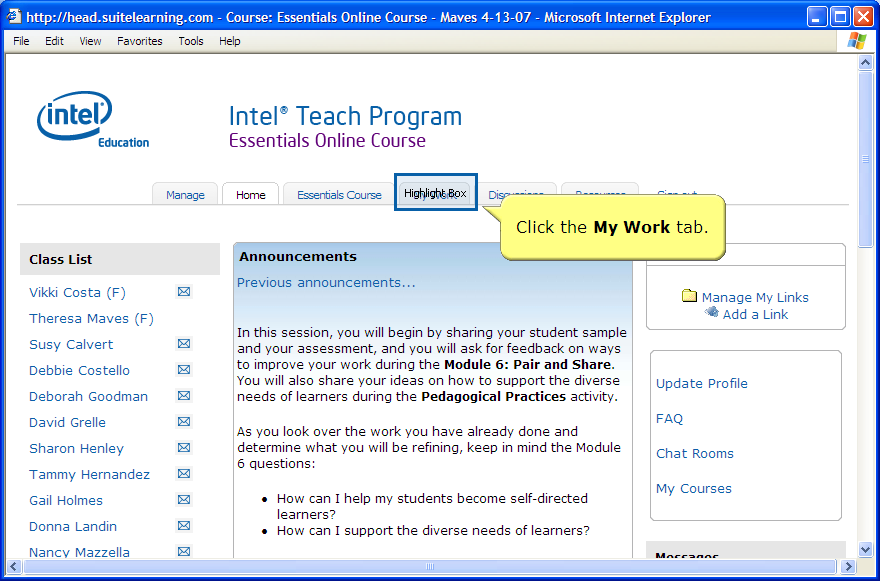 http://head.suitelearning.com - Course: Essentials Online Course - Maves 4-13-07 - Microsoft Internet Explorer
File Edit View Favorites Tools Help
intel
Education
Intel® Teach Program
Essentials Online Course
Manage Home Essentials Course Highlight Box
Click the My Work tab.
Class List
Vikki Costa (F)
Theresa Maves (F)
Susy Calvert
Debbie Costello
Deborah Goodman
David Grelle
Sharon Henley
Tammy Hernandez
Gail Holmes
Donna Landin
Nancy Mazzella
Announcements
Previous announcements...
In this session, you will begin by sharing your student sample
and your assessment, and you will ask for feedback on ways
to improve your work during the Module 6: Pair and Share.
You will also share your ideas on how to support the diverse
needs of learners during the Pedagogical Practices activity.
As you look over the work you have already done and
determine what you will be refining, keep in mind the Module
6 questions:
• How can I help my students become self-directed
learners?
• How can I support the diverse needs of learners?
Manage My Links
Add a Link
Update Profile
FAQ
Chat Rooms
My Courses
Messages